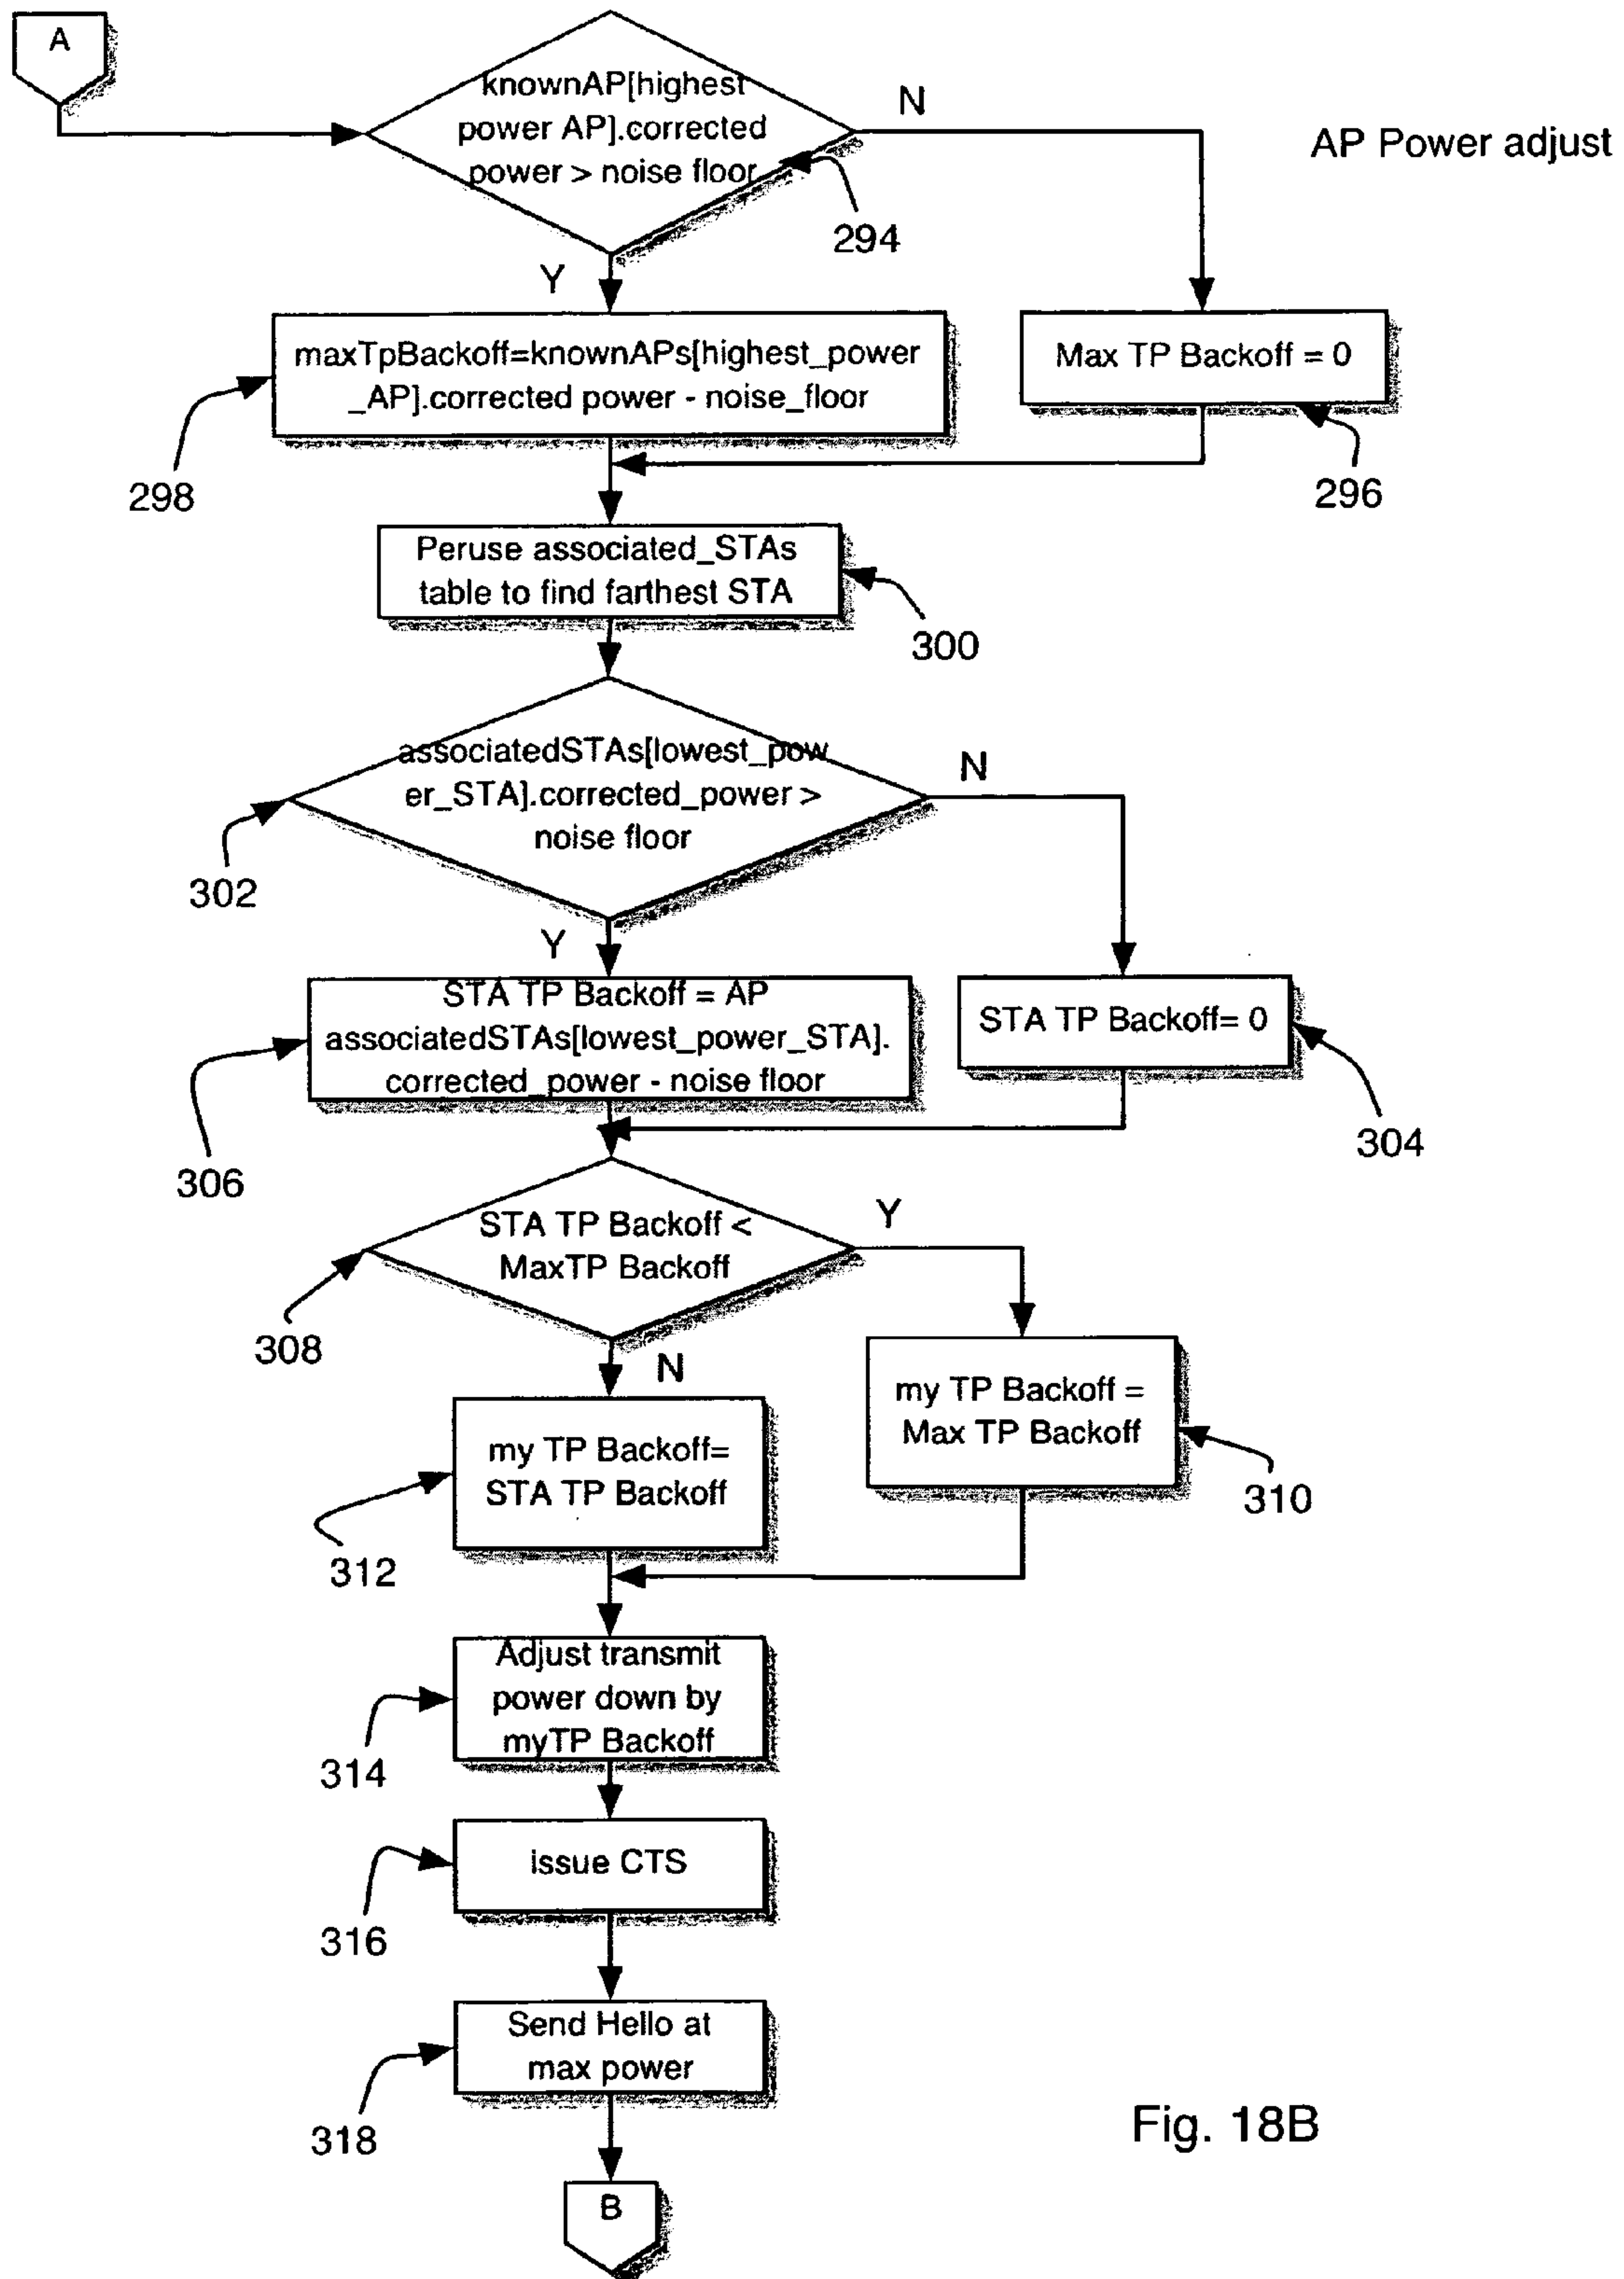 A
knownAP[highest
power AP].corrected
power > noise floor
N
AP Power adjust
294
Y
maxTpBackoff=knownAPs[highest_power
_AP].corrected power - noise_floor
Max TP Backoff = 0
298
296
Peruse associated_STAs
table to find farthest STA
300
associatedSTAs[lowest_pow
er_STA].corrected_power >
noise floor
N
302
Y
STA TP Backoff = AP
associatedSTAs[lowest_power_STA].
corrected_power - noise floor
STA TP Backoff= 0
306
304
STA TP Backoff <
MaxTP Backoff
Y
308
N
my TP Backoff =
Max TP Backoff
my TP Backoff=
STA TP Backoff
310
312
Adjust transmit
power down by
myTP Backoff
314
issue CTS
316
Send Hello at
max power
318
Fig. 18B
B